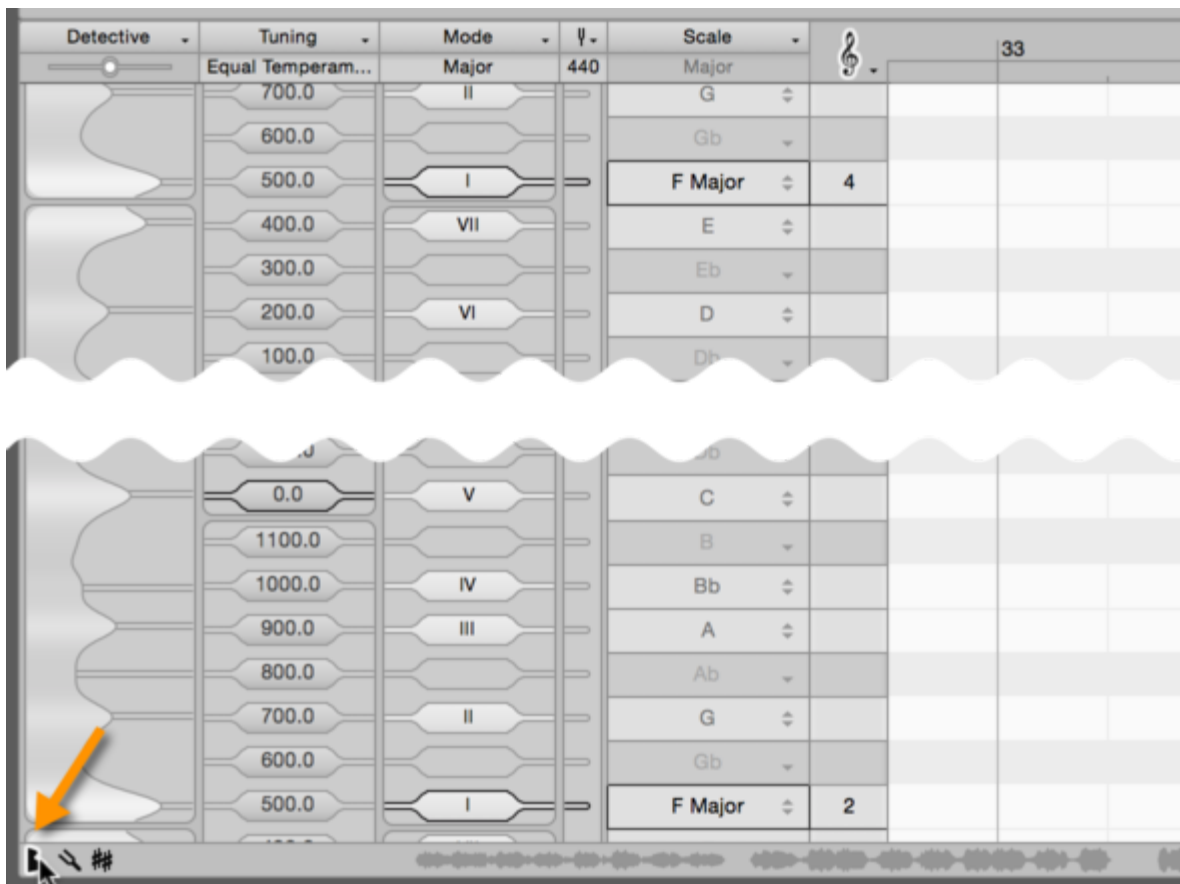 Detective Tuning Mode Scale 33
Equal Temperam... Major 440 Major
700.0 II G
600.0 Gb
500.0 I F Major 4
400.0 VII E
300.0 Eb
200.0 VI D
100.0 Db
Db
0.0 V C
1100.0 B
1000.0 IV Bb
900.0 III A
800.0 Ab
700.0 II G
600.0 Gb
500.0 I F Major 2